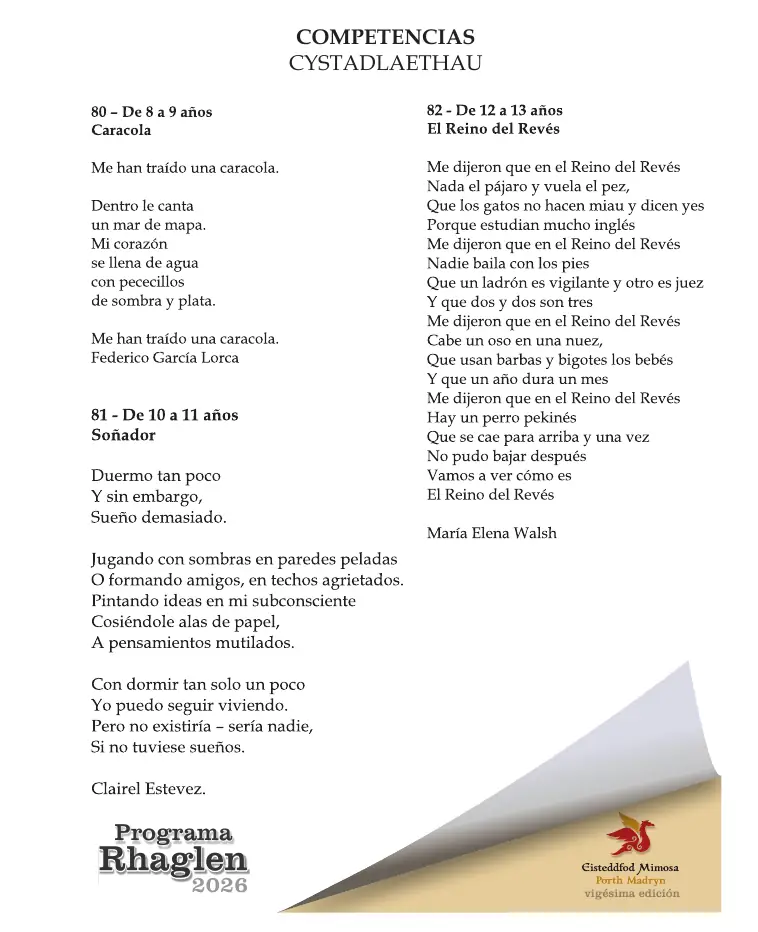 COMPETENCIAS
CYSTADLAETHAU
80 – De 8 a 9 años
Caracola
Me han traído una caracola.
Dentro le canta
un mar de mapa.
Mi corazón
se llena de agua
con pececillos
de sombra y plata.
Me han traído una caracola.
Federico García Lorca
81 - De 10 a 11 años
Soñador
Duermo tan poco
Y sin embargo,
Sueño demasiado.
Jugando con sombras en paredes peladas
O formando amigos, en techos agrietados.
Pintando ideas en mi subconsciente
Cosiéndole alas de papel,
A pensamientos mutilados.
Con dormir tan solo un poco
Yo puedo seguir viviendo.
Pero no existiría – sería nadie,
Si no tuviese sueños.
Clairel Estevez.
82 - De 12 a 13 años
El Reino del Revés
Me dijeron que en el Reino del Revés
Nada el pájaro y vuela el pez,
Que los gatos no hacen miau y dicen yes
Porque estudian mucho inglés
Me dijeron que en el Reino del Revés
Nadie baila con los pies
Que un ladrón es vigilante y otro es juez
Y que dos y dos son tres
Me dijeron que en el Reino del Revés
Cabe un oso en una nuez,
Que usan barbas y bigotes los bebés
Y que un año dura un mes
Me dijeron que en el Reino del Revés
Hay un perro pekinés
Que se cae para arriba y una vez
No pudo bajar después
Vamos a ver cómo es
El Reino del Revés
María Elena Walsh
Programa
Rhaglen
2026
Eisteddfod Mimosa
Porth Madryn
vigésima edición